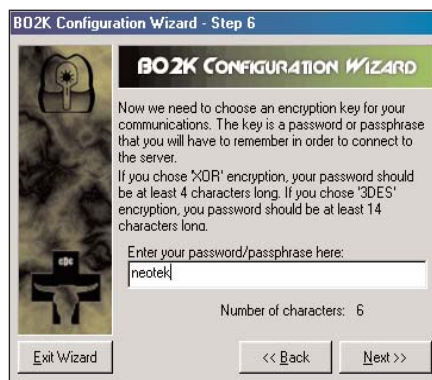 BO2K Configuration Wizard - Step 6
BO2K CONFIGURATION WIZARD
Now we need to choose an encryption key for your
communications. The key is a password or passphrase
that you will have to remember in order to connect to
the server.
If you chose 'XOR' encryption, your password should
be at least 4 characters long. If you chose '3DES'
encryption, you password should be at least 14
characters long.
Enter your password/passphrase here:
neotek
Number of characters: 6
cDc
Exit Wizard
<< Back
Next >>